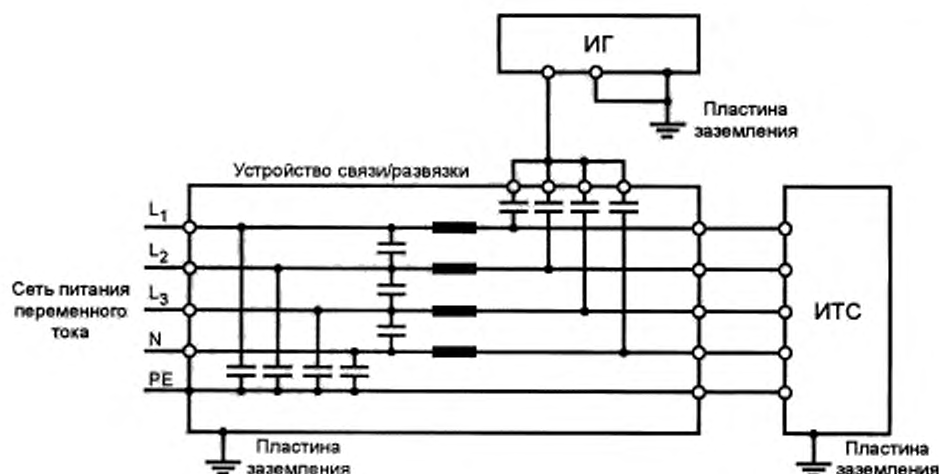 ИГ
Пластина
заземления
Устройство связи/развязки
L1
L2
L3
N
PE
Сеть питания
переменного
тока
ИТС
Пластина
заземления
Пластина
заземления